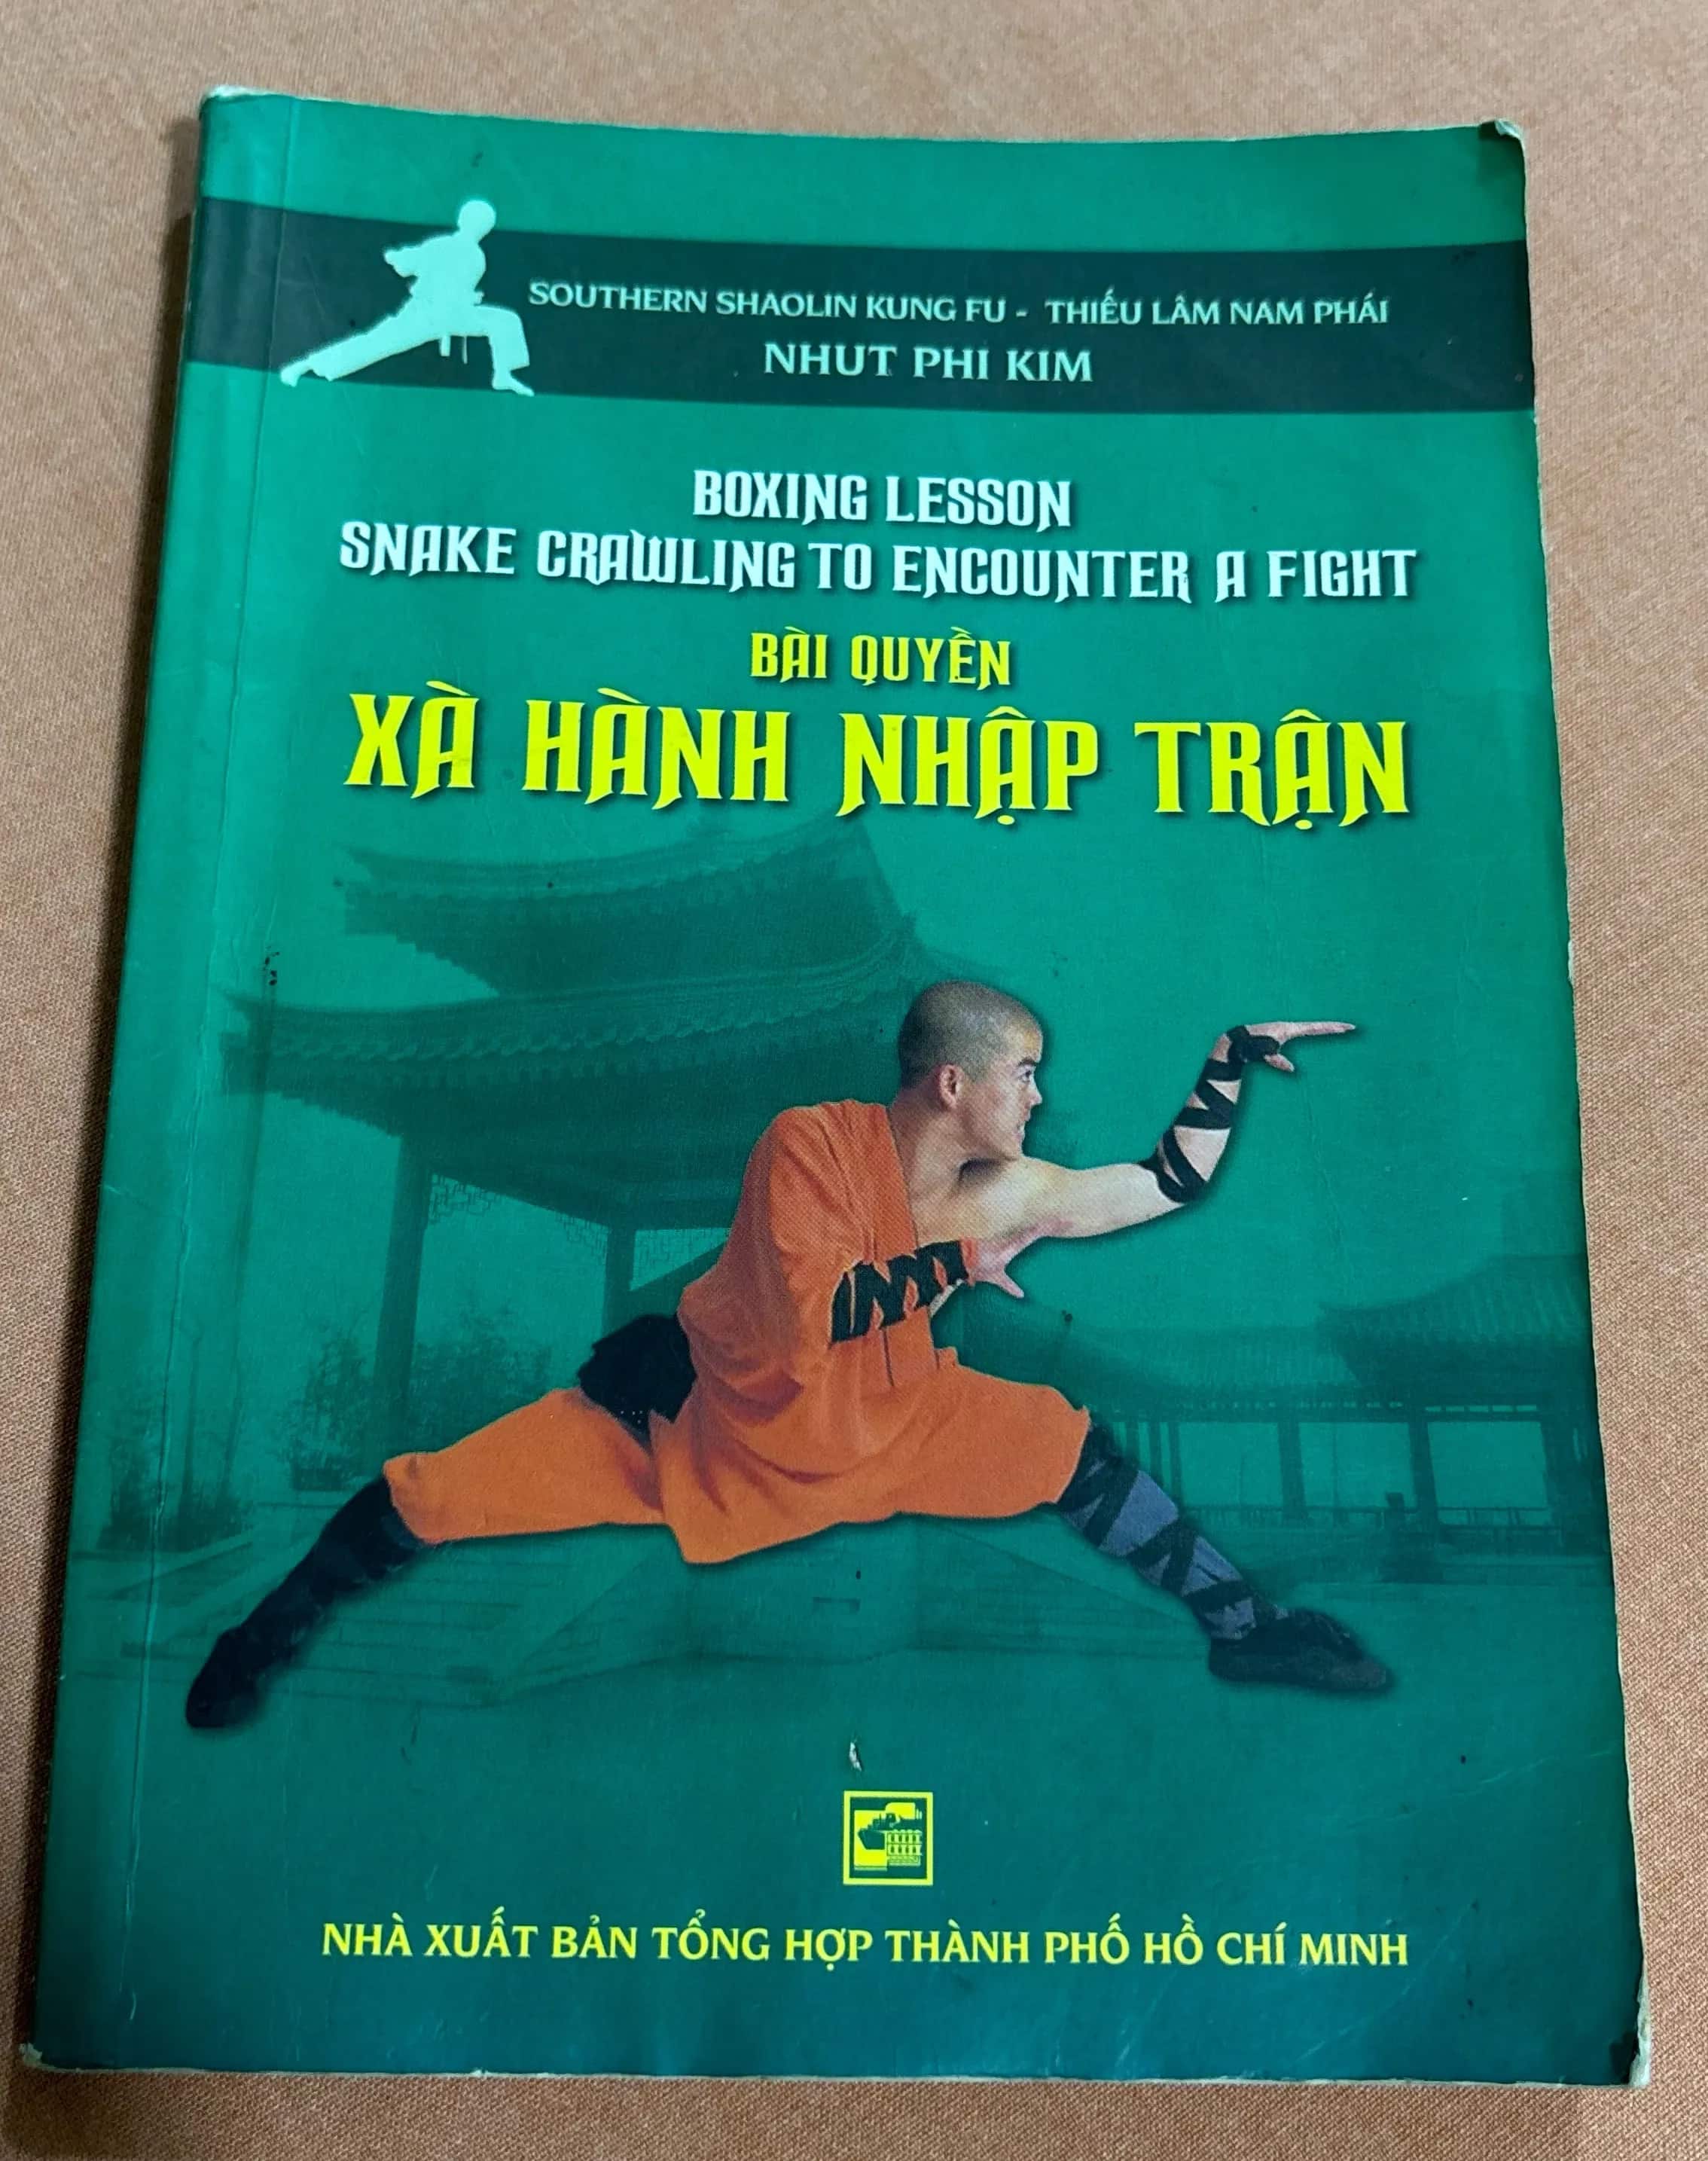 SOUTHERN SHAOLIN KUNG FU - THIẾU LÂM NAM PHÁI
NHUT PHI KIM
BOXING LESSON
SNAKE CRAWLING TO ENCOUNTER A FIGHT
BÀI QUYỀN
XÀ HÀNH NHẬP TRẬN
NHÀ XUẤT BẢN TỔNG HỢP THÀNH PHỐ HỒ CHÍ MINH